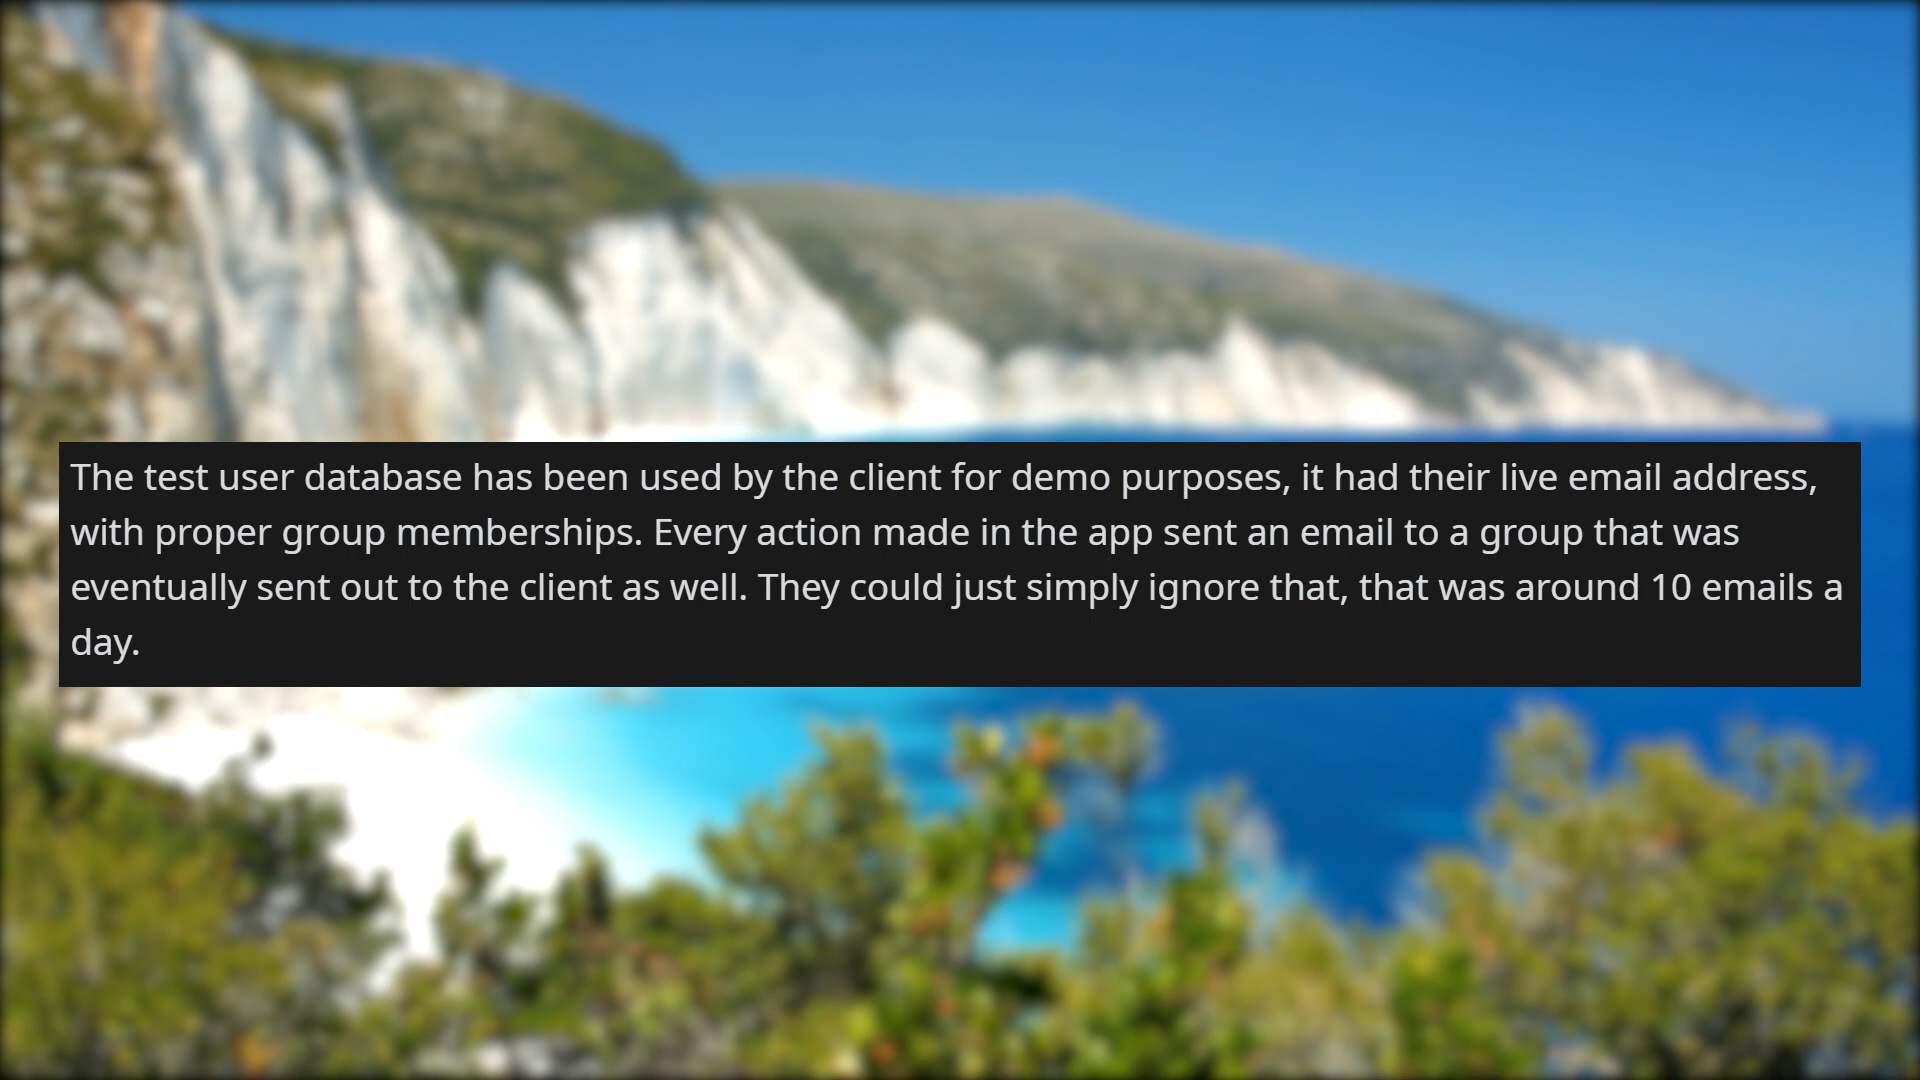 The test user database has been used by the client for demo purposes, it had their live email address,
with proper group memberships. Every action made in the app sent an email to a group that was
eventually sent out to the client as well. They could just simply ignore that, that was around 10 emails a
day.